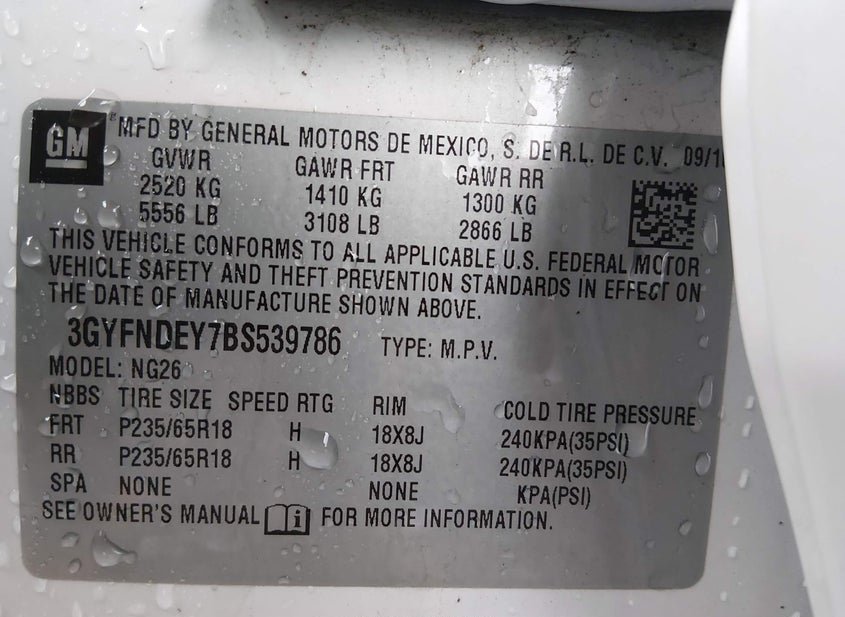 GM ® MFD BY GENERAL MOTORS DE MEXICO, S. DE R.L. DE C.V.
GVWR GAWR FRT GAWR RR
2520 KG 1410 KG 1300 KG
5556 LB 3108 LB 2866 LB
THIS VEHICLE CONFORMS TO ALL APPLICABLE U.S. FEDERAL MOTOR
VEHICLE SAFETY AND THEFT PREVENTION STANDARDS IN EFFECT ON
THE DATE OF MANUFACTURE SHOWN ABOVE.
3GYFNDEY7BS539786 TYPE: M.P.V.
MODEL: NG26
NBBS TIRE SIZE SPEED RTG RIM COLD TIRE PRESSURE
FRT P235/65R18 H 18X8J 240KPA(35PSI)
RR P235/65R18 H 18X8J 240KPA(35PSI)
SPA NONE NONE KPA(PSI)
SEE OWNER'S MANUAL i FOR MORE INFORMATION.